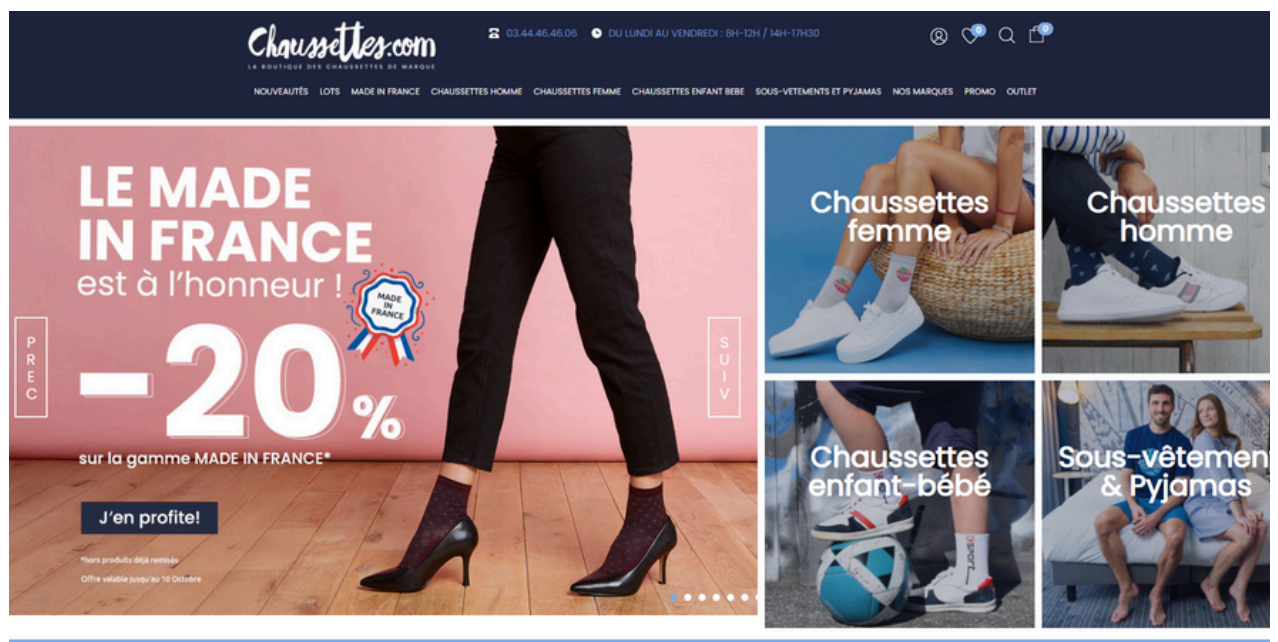 Chaussettes.com
LA BOUTIQUE DES CHAUSSETTES DE MARQUE
03.44.46.46.06
DU LUNDI AU VENDREDI : 8H-12H / 14H-17H30
0
0
NOUVEAUTÉS LOTS MADE IN FRANCE CHAUSSETTES HOMME CHAUSSETTES FEMME CHAUSSETTES ENFANT BEBE SOUS-VETEMENTS ET PYJAMAS NOS MARQUES PROMO OUTLET
LE MADE
IN FRANCE
est à l'honneur !
MADE
IN
FRANCE
-20%
sur la gamme MADE IN FRANCE*
J'en profite!
*hors produits déjà remisés
Offre valable jusqu'au 10 Octobre
PREC
SUIV
Chaussettes
femme
Chaussettes
homme
Chaussettes
enfant-bébé
SPORT
Sous-vêtemen
& Pyjamas